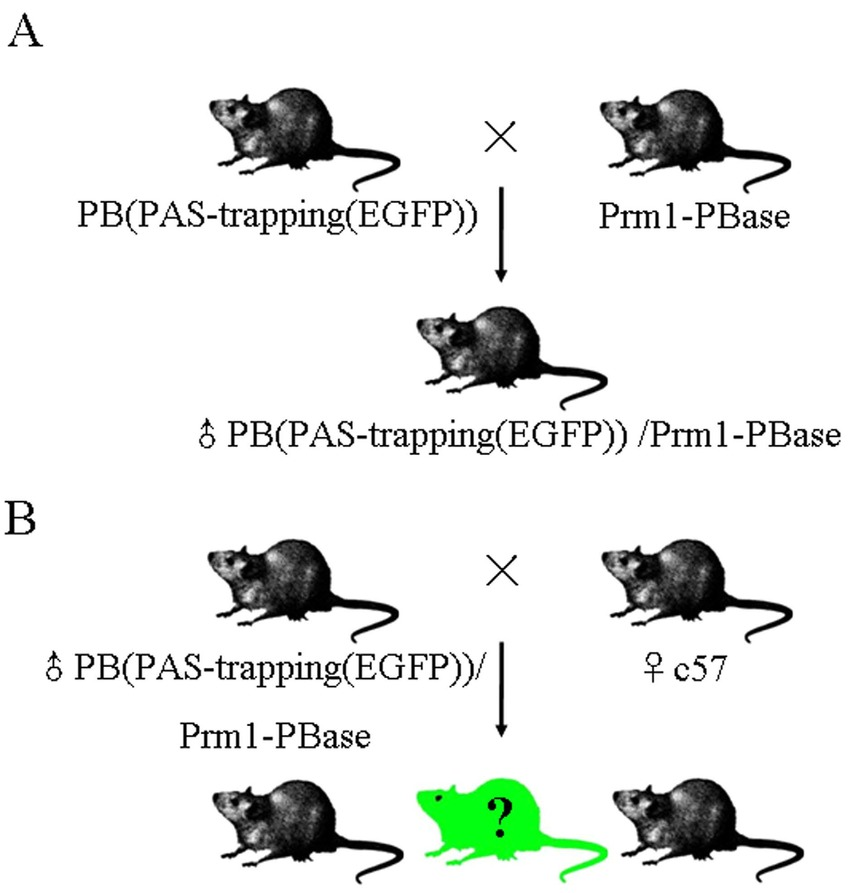 A
×
PB(PAS-trapping(EGFP)) Prm1-PBase
♂ PB(PAS-trapping(EGFP)) /Prm1-PBase
B
×
♂ PB(PAS-trapping(EGFP))/ ♀ c57
Prm1-PBase
?